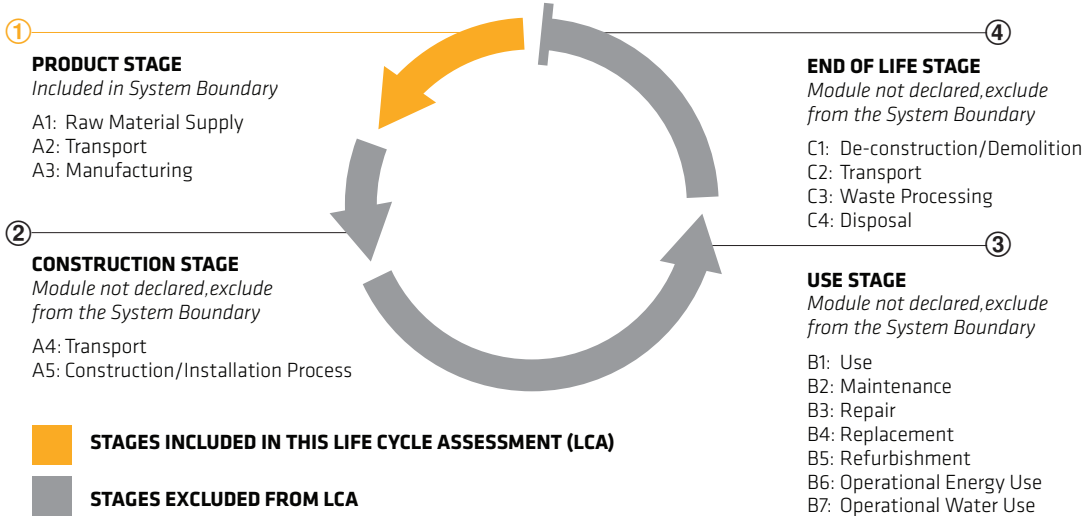 ①
PRODUCT STAGE
Included in System Boundary
A1: Raw Material Supply
A2: Transport
A3: Manufacturing
②
CONSTRUCTION STAGE
Module not declared,exclude
from the System Boundary
A4: Transport
A5: Construction/Installation Process
④
END OF LIFE STAGE
Module not declared,exclude
from the System Boundary
C1: De-construction/Demolition
C2: Transport
C3: Waste Processing
C4: Disposal
③
USE STAGE
Module not declared,exclude
from the System Boundary
B1: Use
B2: Maintenance
B3: Repair
B4: Replacement
B5: Refurbishment
B6: Operational Energy Use
B7: Operational Water Use
STAGES INCLUDED IN THIS LIFE CYCLE ASSESSMENT (LCA)
STAGES EXCLUDED FROM LCA